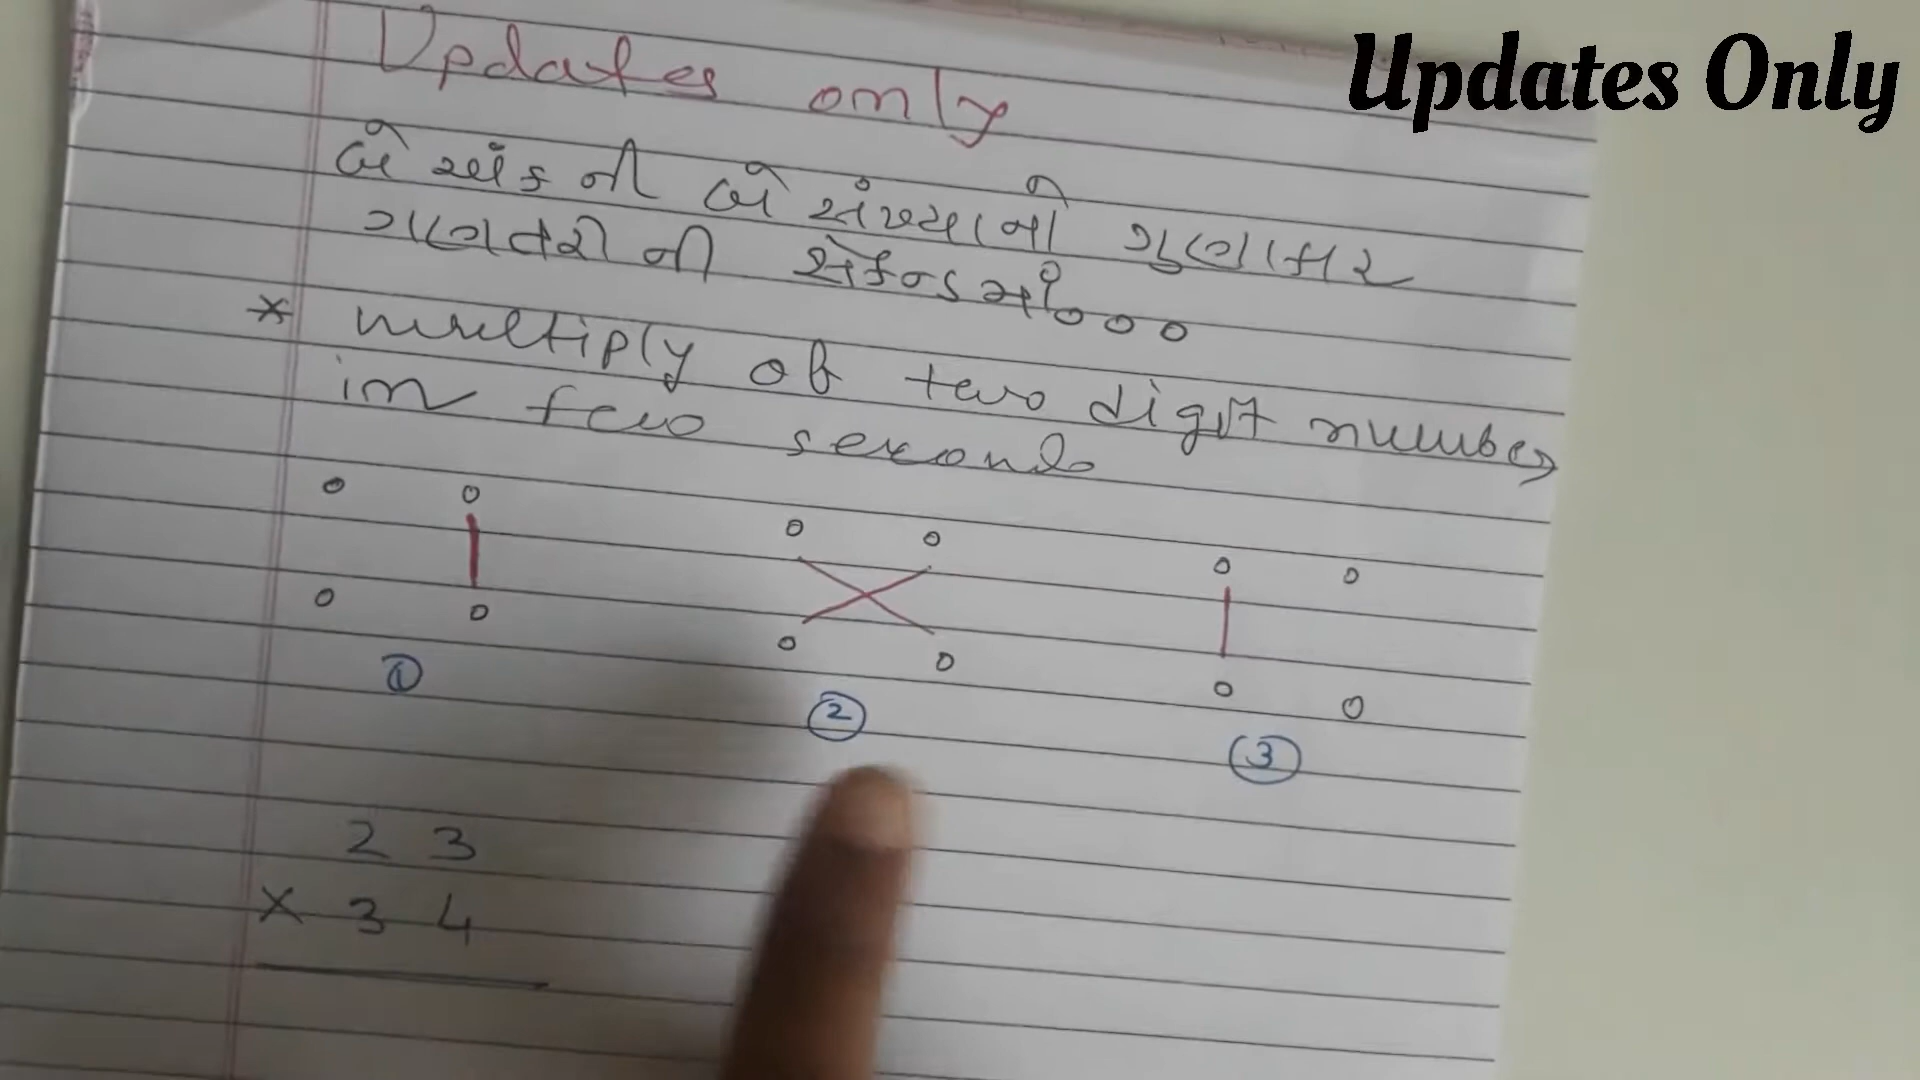 Updates Only
Updates only
બે અંક ની બે સંખ્યાનો ગુણાકાર
ગણતરી ની સેકન્ડમાં...
* multiply of two digit number
in few seconds
① ② ③
2 3
× 3 4